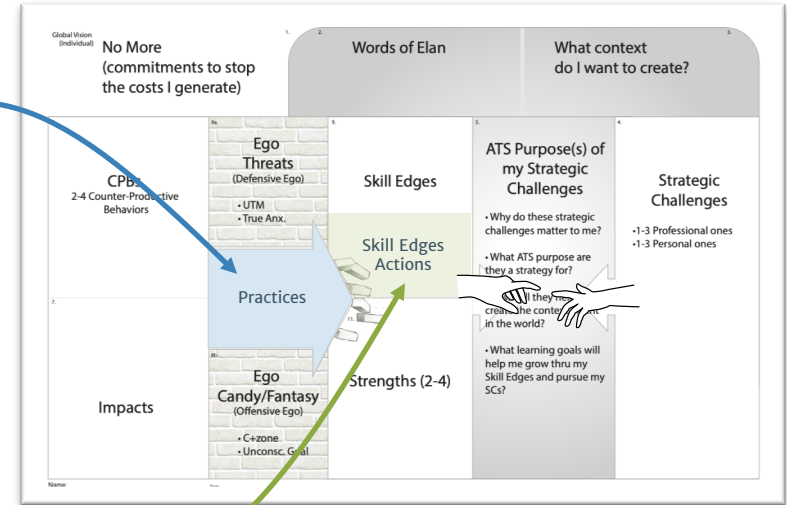 Global Vision
(Individual)
No More
(commitments to stop
the costs I generate)
1.
2.
Words of Elan
What context
do I want to create?
3.
CPBs
2-4 Counter-Productive
Behaviors
8a.
Ego
Threats
(Defensive Ego)
• UTM
• True Anx.
9.
Skill Edges
Skill Edges
Actions
5.
ATS Purpose(s) of
my Strategic
Challenges
• Why do these strategic
challenges matter to me?
• What ATS purpose are
they a strategy for?
they
create the
in the world?
• What learning goals will
help me grow thru my
Skill Edges and pursue my
SCs?
4.
Strategic
Challenges
•1-3 Professional ones
•1-3 Personal ones
Practices
7.
Impacts
8b.
Ego
Candy/Fantasy
(Offensive Ego)
• C+zone
• Unconsc. Goal
11.
Strengths (2-4)
Name: